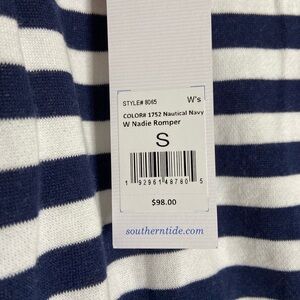 STYLE# 8065 W's
COLOR# 1752 Nautical Navy
W Nadie Romper
S
1 92961 48780 5
$98.00
southerntide.com